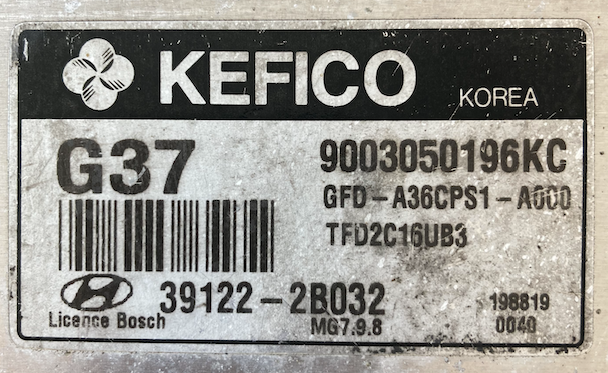 KEFICO KOREA
G37 9003050196KC
GFD-A36CPS1-A000
TFD2C16UB3
39122-2B032 198819
Licence Bosch MG7.9.8 0040